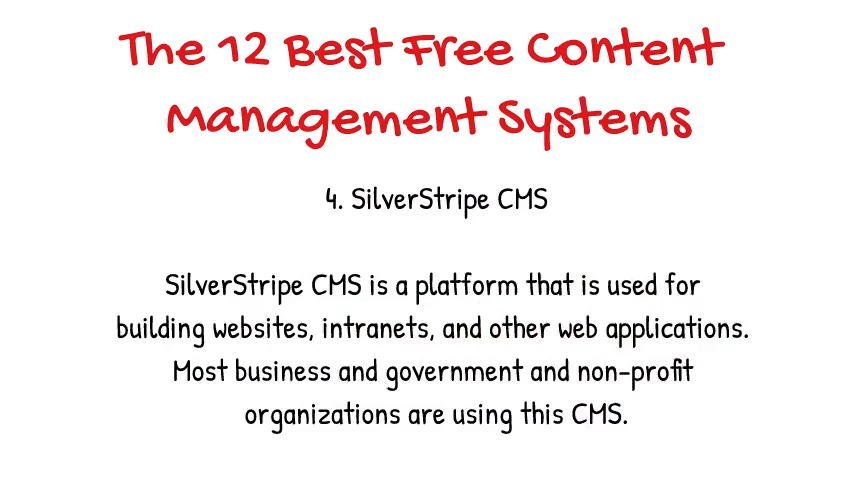 The 12 Best Free Content
Management Systems
4. SilverStripe CMS
SilverStripe CMS is a platform that is used for
building websites, intranets, and other web applications.
Most business and government and non-profit
organizations are using this CMS.